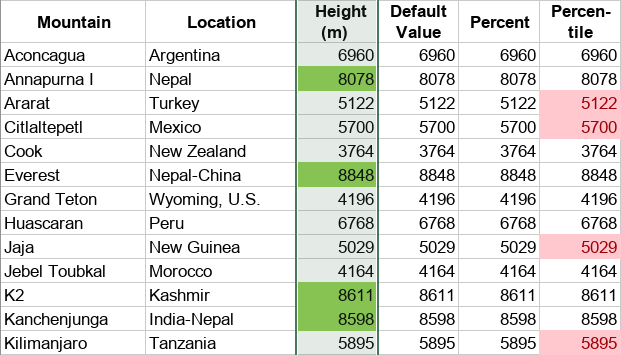 Mountain Location Height (m) Default Value Percent Percen-tile
Aconcagua Argentina 6960 6960 6960 6960
Annapurna I Nepal 8078 8078 8078 8078
Ararat Turkey 5122 5122 5122 5122
Citlaltepetl Mexico 5700 5700 5700 5700
Cook New Zealand 3764 3764 3764 3764
Everest Nepal-China 8848 8848 8848 8848
Grand Teton Wyoming, U.S. 4196 4196 4196 4196
Huascaran Peru 6768 6768 6768 6768
Jaja New Guinea 5029 5029 5029 5029
Jebel Toubkal Morocco 4164 4164 4164 4164
K2 Kashmir 8611 8611 8611 8611
Kanchenjunga India-Nepal 8598 8598 8598 8598
Kilimanjaro Tanzania 5895 5895 5895 5895